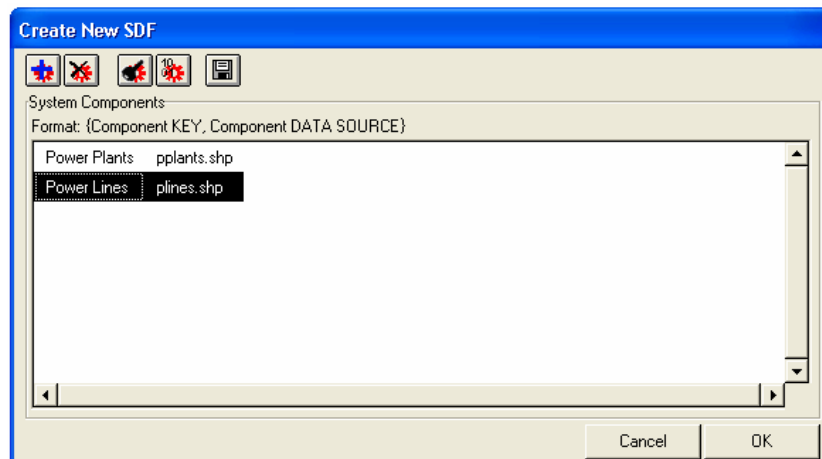 Create New SDF
System Components
Format: {Component KEY, Component DATA SOURCE}
Power Plants pplants.shp
Power Lines plines.shp
Cancel OK